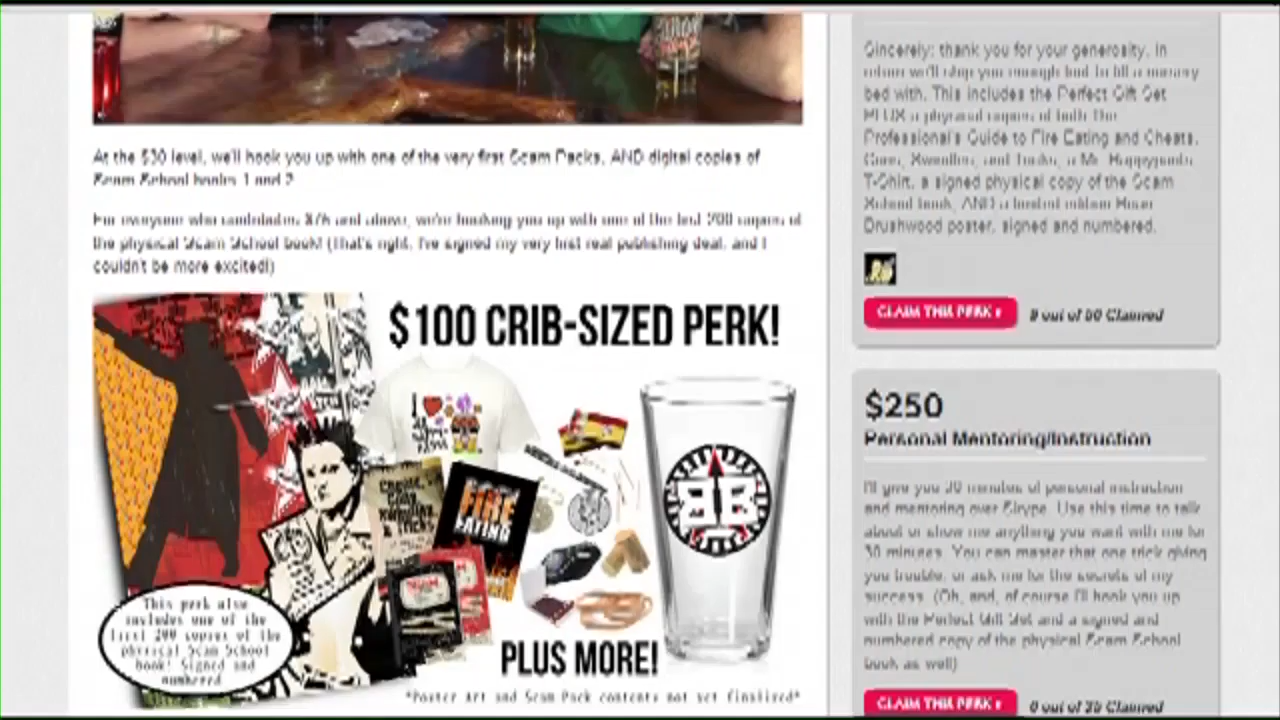 At the $30 level, we'll hook you up with one of the very first Scam Packs, AND digital copies of
Scam School books 1 and 2
For everyone who contributes $75 and above, we're hooking you up with one of the first 200 copies of
the physical Scam School book! (That's right, I've signed my very first real publishing deal, and I
couldn't be more excited!)
$100 CRIB-SIZED PERK!
I
FIRE
EATING
BB
This perk also
includes one of the
first 200 copies of the
physical Scam School
book! Signed and
numbered
PLUS MORE!
*Poster Art and Scam Pack contents not yet finalized*
Sincerely: thank you for your generosity. In
return we'll ship you enough loot to fill a nursery
bed with. This includes the Perfect Gift Set
PLUS a physical copies of both The
Professional's Guide to Fire Eating and Cheats,
Cons, Swindles, and Tricks, a Mr. Happypants
T-Shirt, a signed physical copy of the Scam
School book, AND a limited edition Brian
Brushwood poster, signed and numbered.
CLAIM THIS PERK
9 out of 50 Claimed
$250
Personal Mentoring/Instruction
I'll give you 30 minutes of personal instruction
and mentoring over Skype. Use this time to talk
about or show me anything you want with me for
30 minutes. You can master that one trick giving
you trouble, or ask me for the secrets of my
success. (Oh, and, of course I'll hook you up
with the Perfect Gift Set and a signed and
numbered copy of the physical Scam School
book as well)
CLAIM THIS PERK
0 out of 25 Claimed